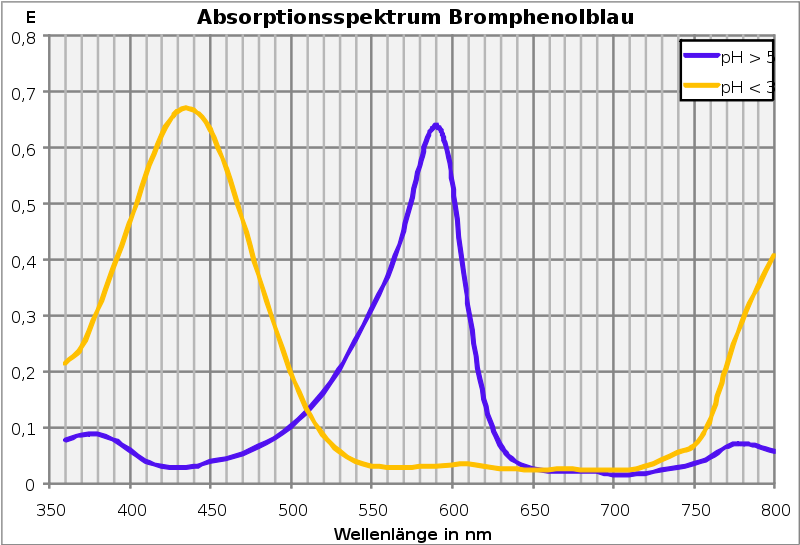 E
Absorptionsspektrum Bromphenolblau
0,8
0,7
0,6
0,5
0,4
0,3
0,2
0,1
0
pH > 5
pH < 3
350 400 450 500 550 600 650 700 750 800
Wellenlänge in nm